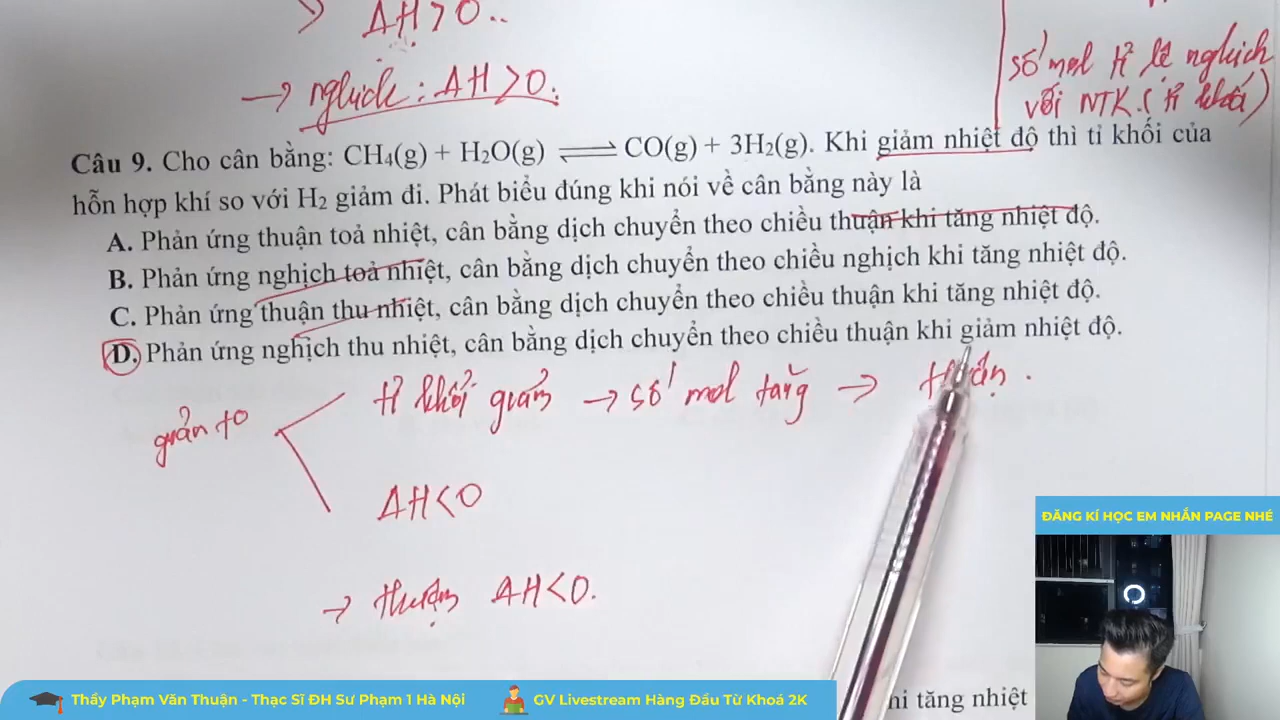 ΔH > 0..
→ nghịch : ΔH > 0.
số mol tỉ lệ nghịch
với NTK. (tỉ khối)
Câu 9. Cho cân bằng: CH₄(g) + H₂O(g) ⇌ CO(g) + 3H₂(g). Khi giảm nhiệt độ thì tỉ khối của
hỗn hợp khí so với H₂ giảm đi. Phát biểu đúng khi nói về cân bằng này là
A. Phản ứng thuận toả nhiệt, cân bằng dịch chuyển theo chiều thuận khi tăng nhiệt độ.
B. Phản ứng nghịch toả nhiệt, cân bằng dịch chuyển theo chiều nghịch khi tăng nhiệt độ.
C. Phản ứng thuận thu nhiệt, cân bằng dịch chuyển theo chiều thuận khi tăng nhiệt độ.
D. Phản ứng nghịch thu nhiệt, cân bằng dịch chuyển theo chiều thuận khi giảm nhiệt độ.
tỉ khối giảm → số mol tăng → thuận.
giảm to
ΔH < 0
→ thuận ΔH < 0.
ĐĂNG KÍ HỌC EM NHẮN PAGE NHÉ
tăng nhiệt
Thầy Phạm Văn Thuận - Thạc Sĩ ĐH Sư Phạm 1 Hà Nội
GV Livestream Hàng Đầu Từ Khoá 2K